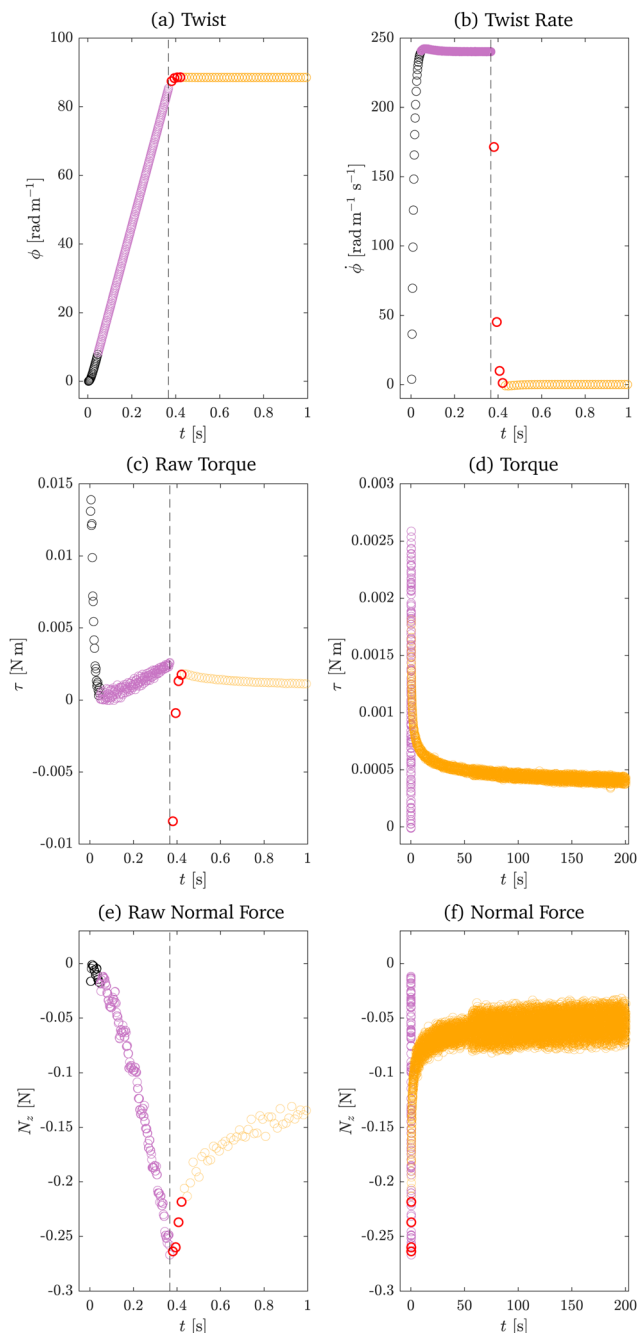 (a) Twist
100
80
60
40
20
0
ϕ [rad m⁻¹]
0 0.2 0.4 0.6 0.8 1
t [s]
(b) Twist Rate
250
200
150
100
50
0
ϕ̇ [rad m⁻¹ s⁻¹]
0 0.2 0.4 0.6 0.8 1
t [s]
(c) Raw Torque
0.015
0.01
0.005
0
-0.005
-0.01
τ [N m]
0 0.2 0.4 0.6 0.8 1
t [s]
(d) Torque
0.003
0.0025
0.002
0.0015
0.001
0.0005
0
τ [N m]
0 50 100 150 200
t [s]
(e) Raw Normal Force
0
-0.05
-0.1
-0.15
-0.2
-0.25
-0.3
N_z [N]
0 0.2 0.4 0.6 0.8 1
t [s]
(f) Normal Force
0
-0.05
-0.1
-0.15
-0.2
-0.25
-0.3
N_z [N]
0 50 100 150 200
t [s]